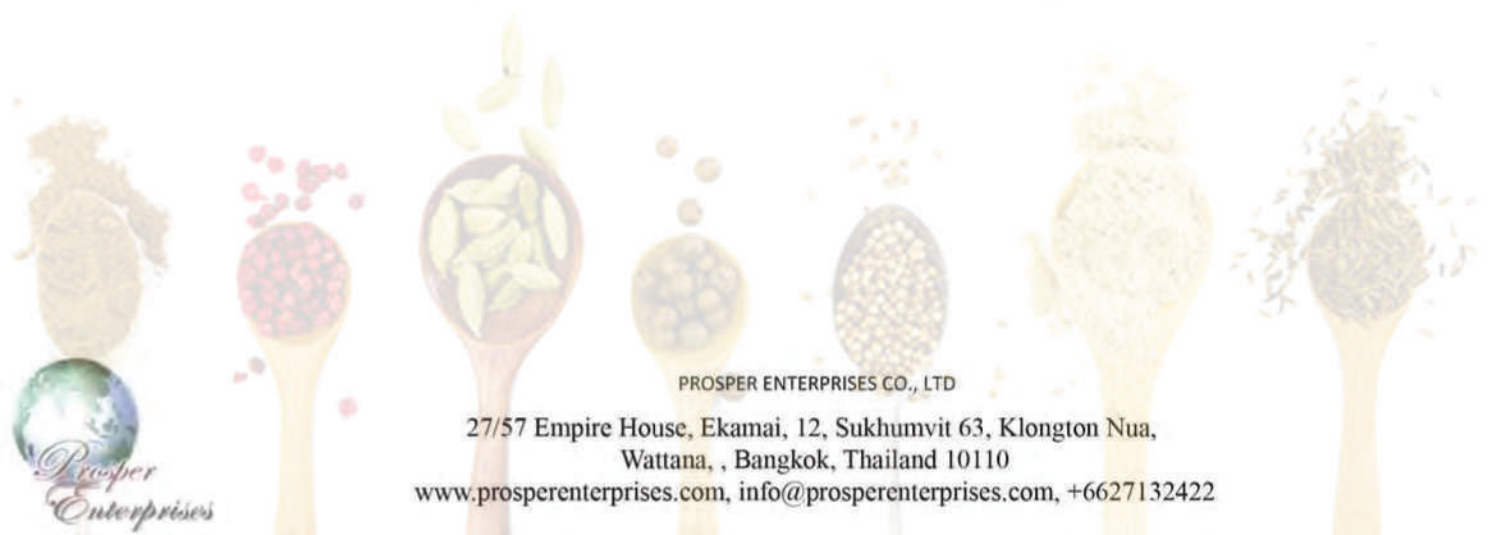 PROSPER ENTERPRISES CO., LTD
27/57 Empire House, Ekamai, 12, Sukhumvit 63, Klongton Nua,
Wattana, , Bangkok, Thailand 10110
www.prosperenterprises.com, info@prosperenterprises.com, +6627132422
Prosper
Enterprises